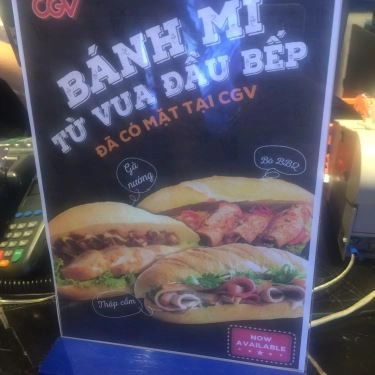 CGV
BÁNH MÌ
TỪ VUA ĐẦU BẾP
ĐÃ CÓ MẶT TẠI CGV
Gà
nướng
Bò BBQ
Thập cẩm
NOW
AVAILABLE